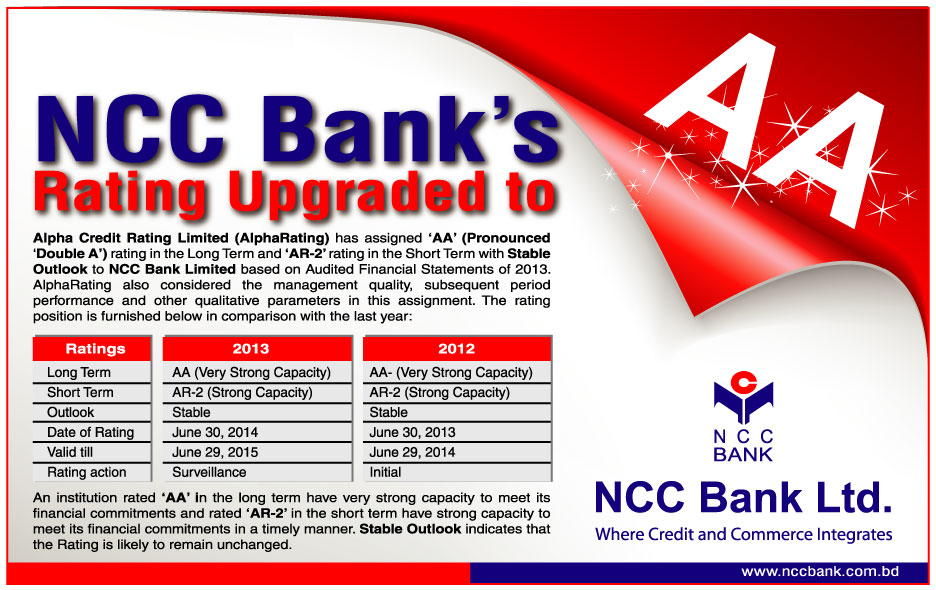 AA
NCC Bank's
Rating Upgraded to
Alpha Credit Rating Limited (AlphaRating) has assigned ‘AA’ (Pronounced
‘Double A’) rating in the Long Term and ‘AR-2’ rating in the Short Term with Stable
Outlook to NCC Bank Limited based on Audited Financial Statements of 2013.
AlphaRating also considered the management quality, subsequent period
performance and other qualitative parameters in this assignment. The rating
position is furnished below in comparison with the last year:
Ratings 2013 2012
Long Term AA (Very Strong Capacity) AA- (Very Strong Capacity)
Short Term AR-2 (Strong Capacity) AR-2 (Strong Capacity)
Outlook Stable Stable
Date of Rating June 30, 2014 June 30, 2013
Valid till June 29, 2015 June 29, 2014
Rating action Surveillance Initial
An institution rated ‘AA’ in the long term have very strong capacity to meet its
financial commitments and rated ‘AR-2’ in the short term have strong capacity to
meet its financial commitments in a timely manner. Stable Outlook indicates that
the Rating is likely to remain unchanged.
C
NCC
BANK
NCC Bank Ltd.
Where Credit and Commerce Integrates
www.nccbank.com.bd